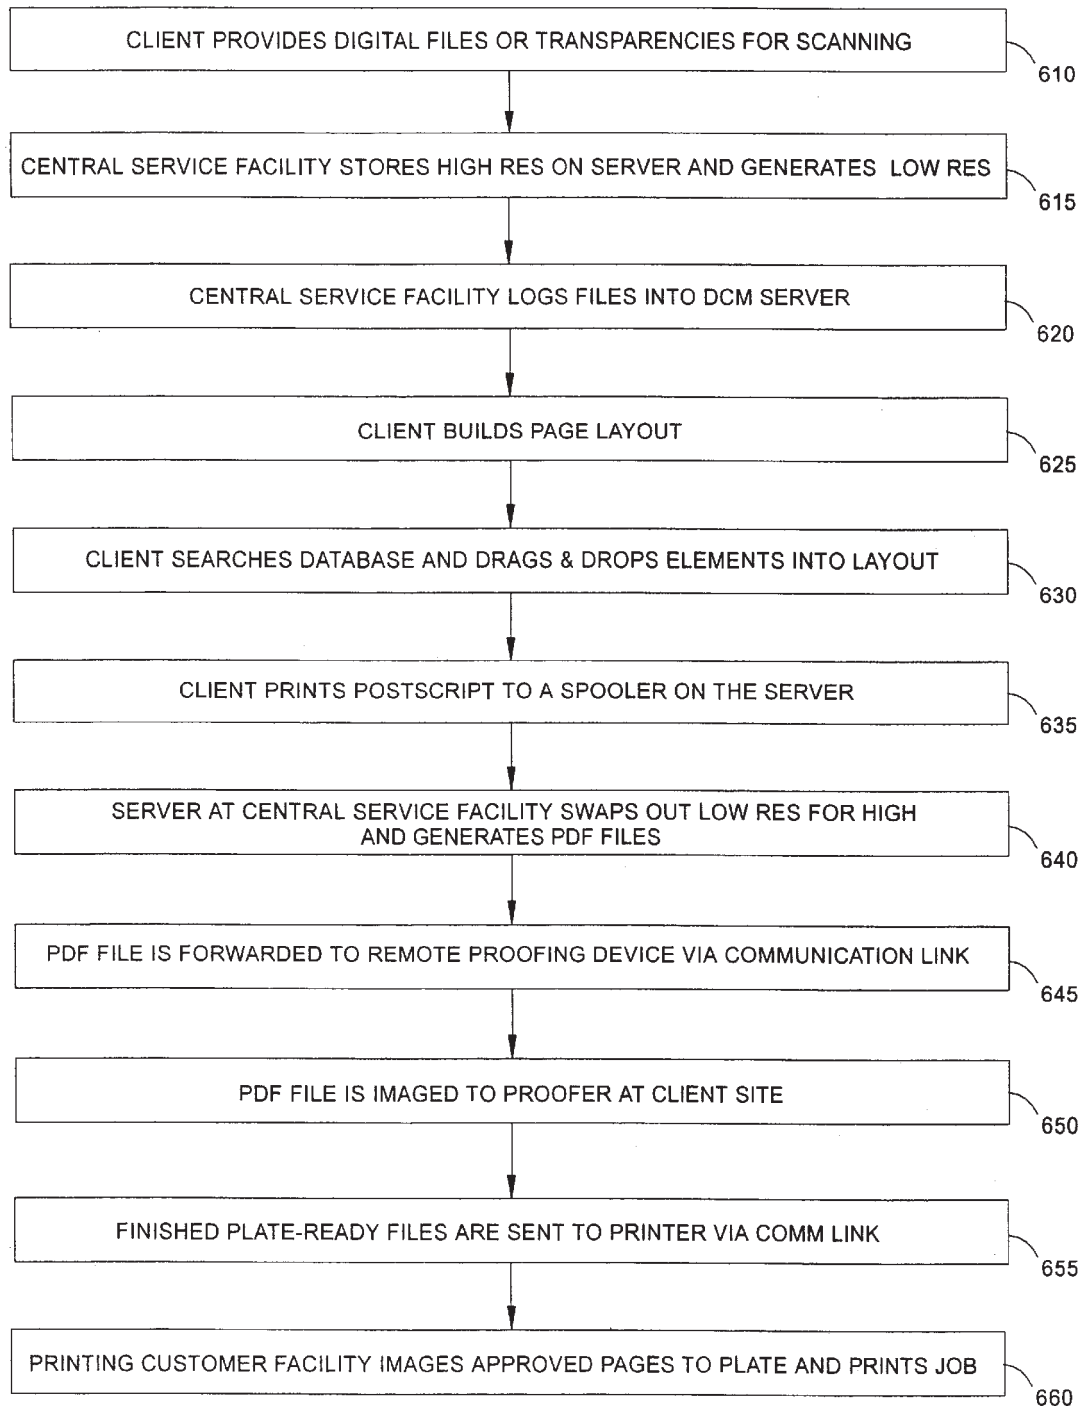 CLIENT PROVIDES DIGITAL FILES OR TRANSPARENCIES FOR SCANNING
610
CENTRAL SERVICE FACILITY STORES HIGH RES ON SERVER AND GENERATES LOW RES
615
CENTRAL SERVICE FACILITY LOGS FILES INTO DCM SERVER
620
CLIENT BUILDS PAGE LAYOUT
625
CLIENT SEARCHES DATABASE AND DRAGS & DROPS ELEMENTS INTO LAYOUT
630
CLIENT PRINTS POSTSCRIPT TO A SPOOLER ON THE SERVER
635
SERVER AT CENTRAL SERVICE FACILITY SWAPS OUT LOW RES FOR HIGH
AND GENERATES PDF FILES
640
PDF FILE IS FORWARDED TO REMOTE PROOFING DEVICE VIA COMMUNICATION LINK
645
PDF FILE IS IMAGED TO PROOFER AT CLIENT SITE
650
FINISHED PLATE-READY FILES ARE SENT TO PRINTER VIA COMM LINK
655
PRINTING CUSTOMER FACILITY IMAGES APPROVED PAGES TO PLATE AND PRINTS JOB
660